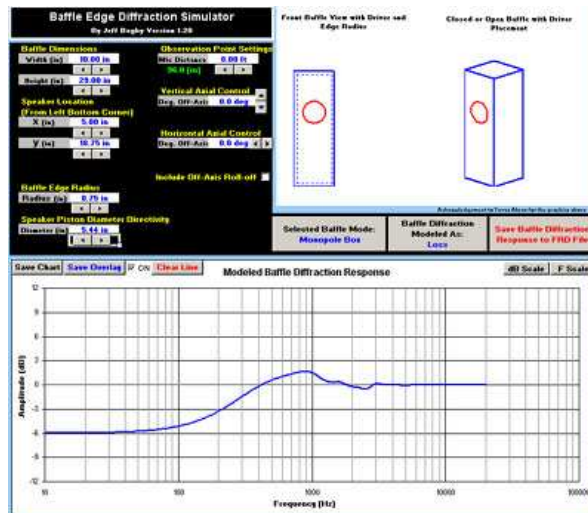 Baffle Edge Diffraction Simulator
By Jeff Bagby Version 1.20
Baffle Dimensions
Width (in) 10.00 in
Height (in) 29.00 in
Speaker Location
(From Left Bottom Corner)
X (in) 5.00 in
y (in) 18.75 in
Baffle Edge Radius
Radius (in) 0.75 in
Speaker Piston Diameter Directivity
Diameter (in) 5.44 in
Observation Point Settings
Mic Distance 8.00 ft
96.0 (in)
Vertical Axial Control
Deg. Off-Axis 0.0 deg
Horizontal Axial Control
Deg. Off-Axis 0.0 deg
Include Off-Axis Roll-off
Front Baffle View with Driver and
Edge Radius
Closed or Open Baffle with Driver
Placement
Selected Baffle Mode:
Monopole Box
Baffle Diffraction
Modeled As:
Loss
Save Baffle Diffraction
Response to FRD File
Save Chart Save Overlay ON Clear Line
Modeled Baffle Diffraction Response
dB Scale F Scale
Amplitude (dB)
12
9
6
3
0
-3
-6
-9
-12
10 100 1000 10000 100000
Frequency (Hz)